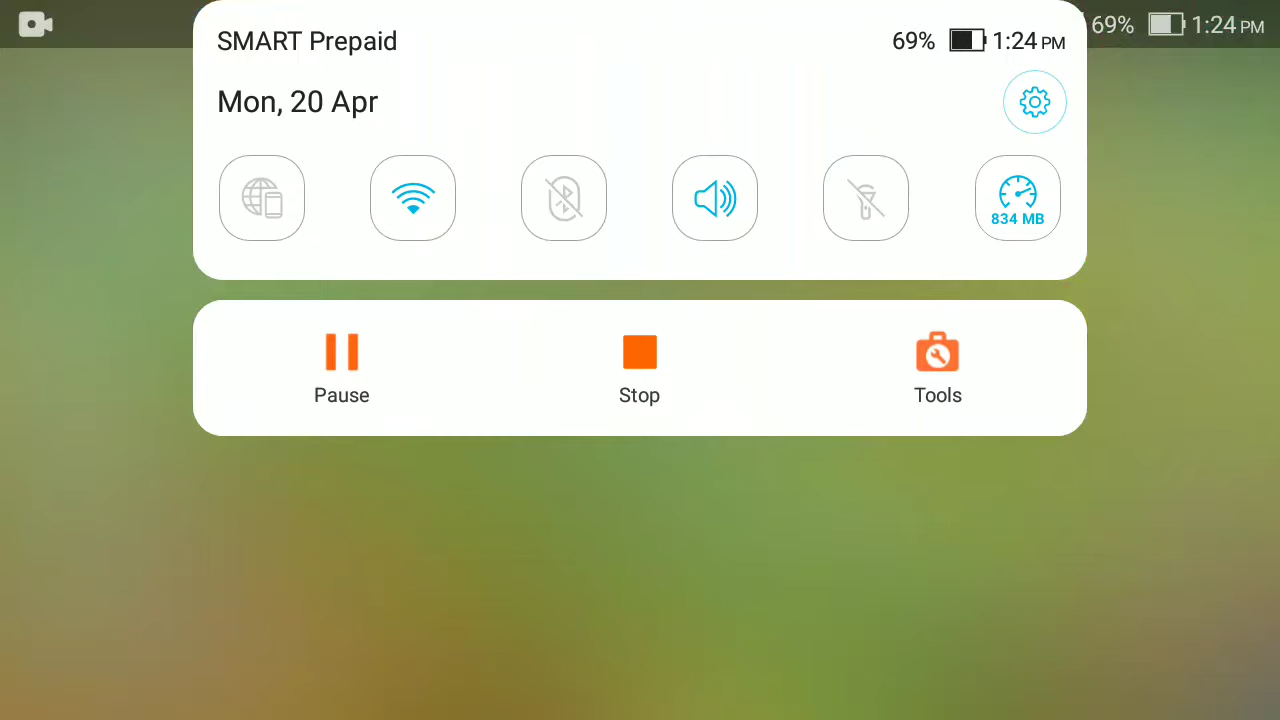 69% 1:24 PM
SMART Prepaid
69% 1:24 PM
Mon, 20 Apr
834 MB
Pause
Stop
Tools